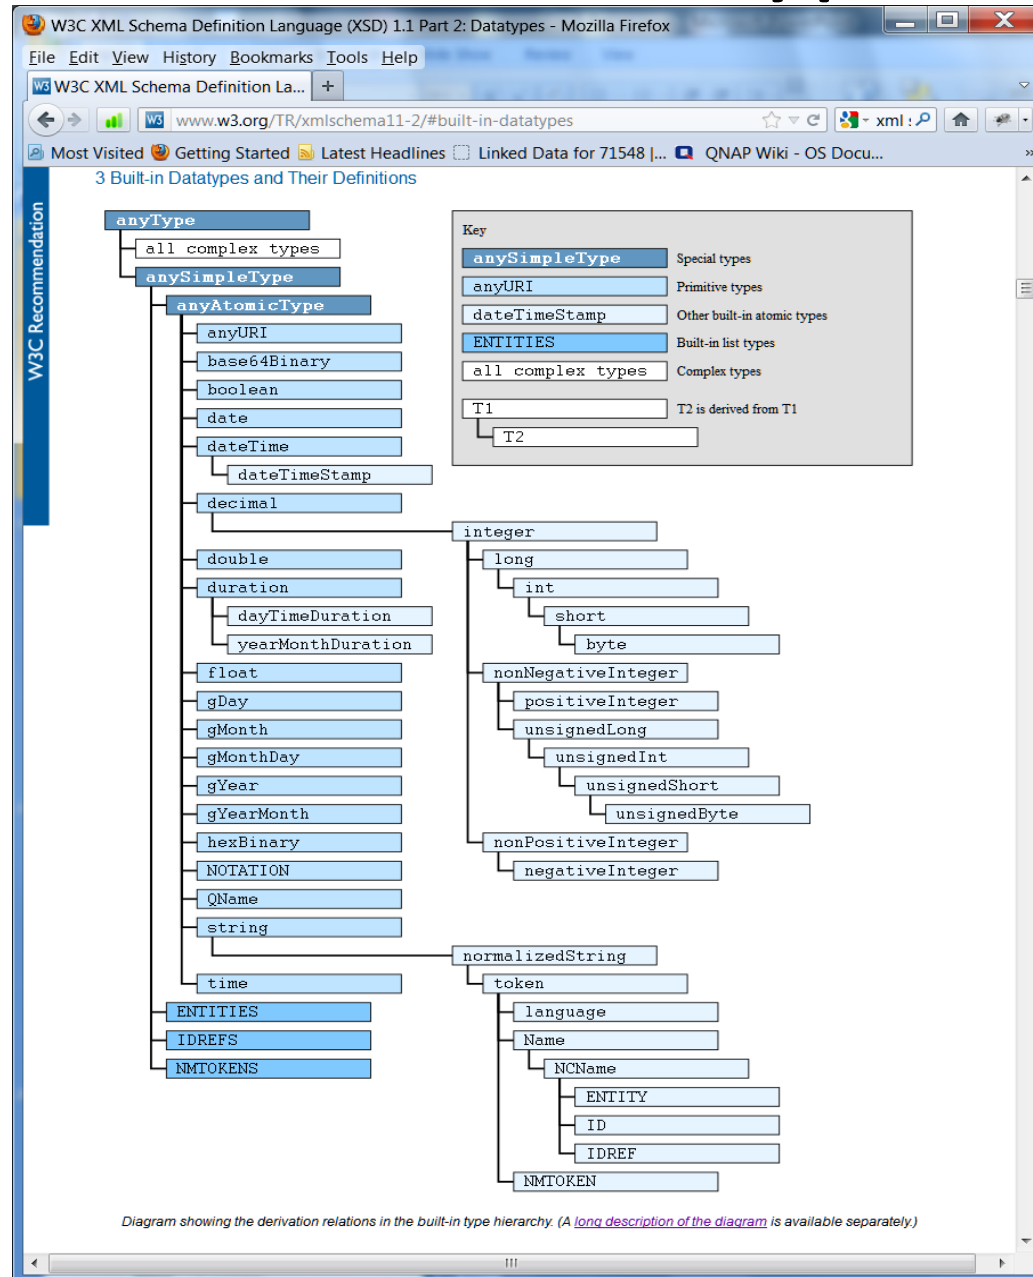 W3C XML Schema Definition Language (XSD) 1.1 Part 2: Datatypes - Mozilla Firefox
File Edit View History Bookmarks Tools Help
W3 W3C XML Schema Definition La... +
W3 www.w3.org/TR/xmlschema11-2/#built-in-datatypes xml :
Most Visited Getting Started Latest Headlines Linked Data for 71548 |... QNAP Wiki - OS Docu... »
W3C Recommendation
3 Built-in Datatypes and Their Definitions
anyType
all complex types
anySimpleType
anyAtomicType
anyURI
base64Binary
boolean
date
dateTime
dateTimeStamp
decimal
integer
long
int
short
byte
nonNegativeInteger
positiveInteger
unsignedLong
unsignedInt
unsignedShort
unsignedByte
nonPositiveInteger
negativeInteger
double
duration
dayTimeDuration
yearMonthDuration
float
gDay
gMonth
gMonthDay
gYear
gYearMonth
hexBinary
NOTATION
QName
string
normalizedString
token
language
Name
NCName
ENTITY
ID
IDREF
NMTOKEN
time
ENTITIES
IDREFS
NMTOKENS
Key
anySimpleType Special types
anyURI Primitive types
dateTimeStamp Other built-in atomic types
ENTITIES Built-in list types
all complex types Complex types
T1 T2 is derived from T1
T2
Diagram showing the derivation relations in the built-in type hierarchy. (A long description of the diagram is available separately.)